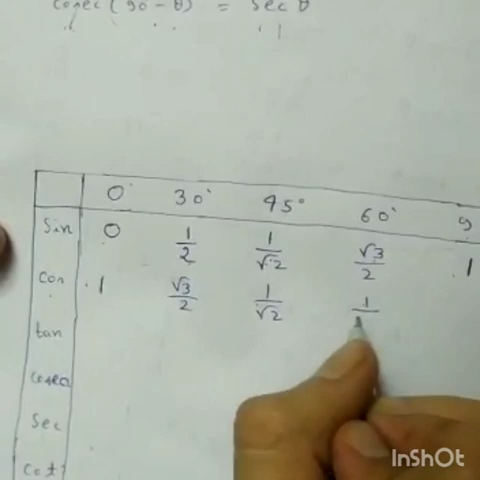 cosec (90 - θ) = sec θ
0° 30° 45° 60° 9
Sin 0 1/2 1/√2 √3/2 1
Cos 1 √3/2 1/√2 1
tan
cosec
Sec
Cot
InShOt